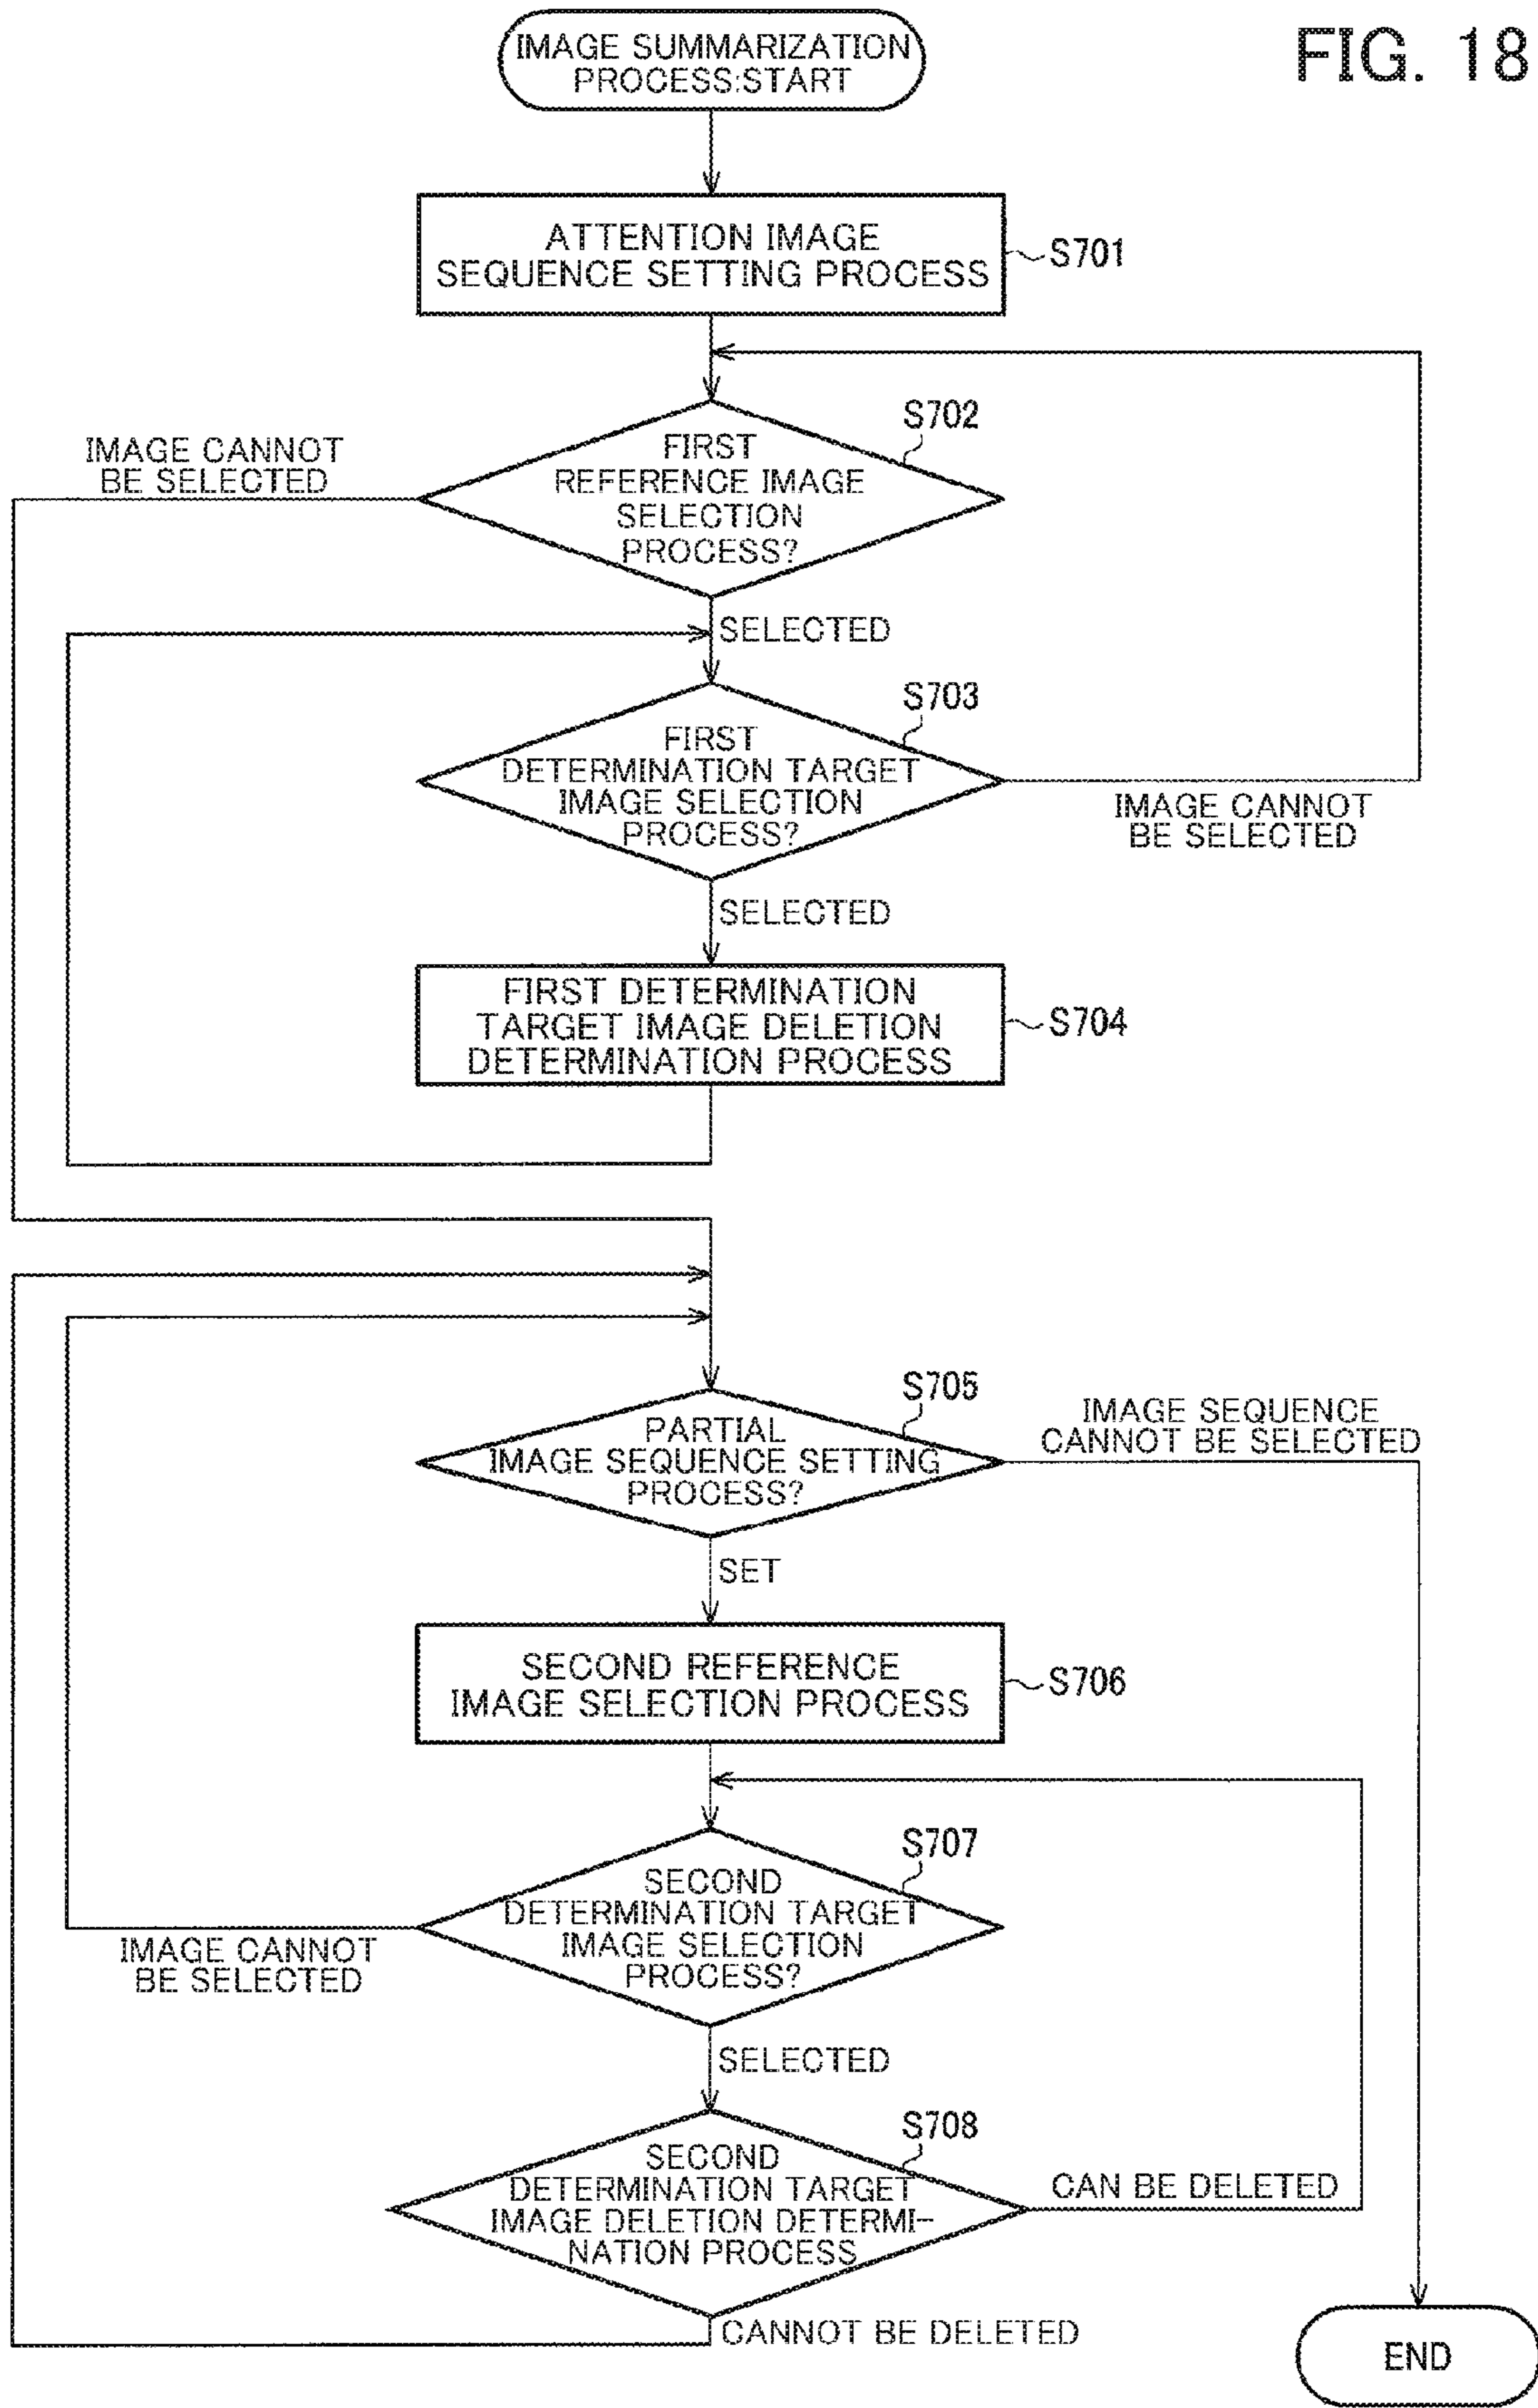 FIG. 18
IMAGE SUMMARIZATION
PROCESS:START
ATTENTION IMAGE
SEQUENCE SETTING PROCESS
S701
S702
IMAGE CANNOT
BE SELECTED
FIRST
REFERENCE IMAGE
SELECTION
PROCESS?
SELECTED
S703
FIRST
DETERMINATION TARGET
IMAGE SELECTION
PROCESS?
IMAGE CANNOT
BE SELECTED
SELECTED
FIRST DETERMINATION
TARGET IMAGE DELETION
DETERMINATION PROCESS
S704
S705
PARTIAL
IMAGE SEQUENCE SETTING
PROCESS?
IMAGE SEQUENCE
CANNOT BE SELECTED
SET
SECOND REFERENCE
IMAGE SELECTION PROCESS
S706
S707
SECOND
DETERMINATION TARGET
IMAGE SELECTION
PROCESS?
IMAGE CANNOT
BE SELECTED
SELECTED
S708
SECOND
DETERMINATION TARGET
IMAGE DELETION DETERMI-
NATION PROCESS
CAN BE DELETED
CANNOT BE DELETED
END